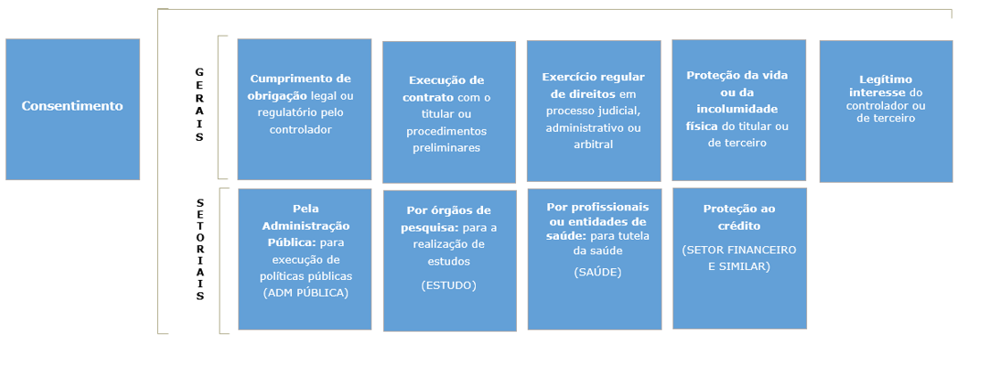 Consentimento
GERAIS
Cumprimento de
obrigação legal ou
regulatório pelo
controlador
Execução de
contrato com o
titular ou
procedimentos
preliminares
Exercício regular
de direitos em
processo judicial,
administrativo ou
arbitral
Proteção da vida
ou da
incolumidade
física do titular ou
de terceiro
Legítimo
interesse do
controlador ou
de terceiro
SETORIAIS
Pela
Administração
Pública: para
execução de
políticas públicas
(ADM PÚBLICA)
Por órgãos de
pesquisa: para a
realização de
estudos
(ESTUDO)
Por profissionais
ou entidades de
saúde: para tutela
da saúde
(SAÚDE)
Proteção ao
crédito
(SETOR FINANCEIRO
E SIMILAR)